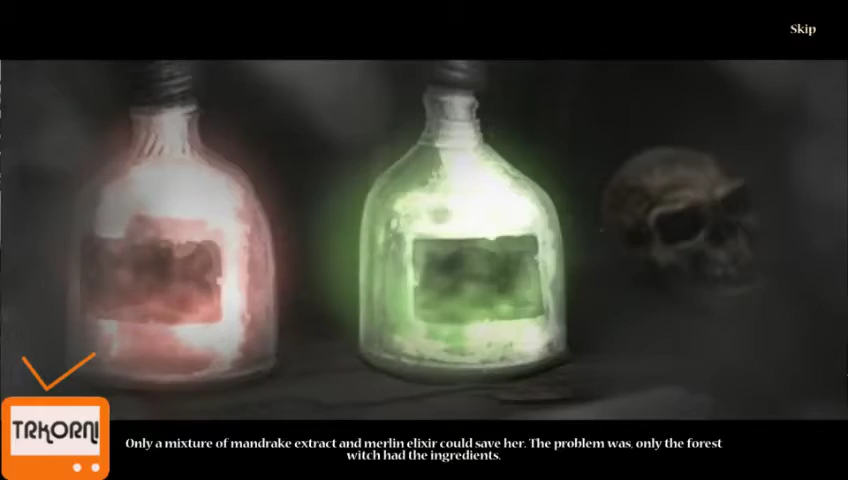 Skip
TRKORNI
Only a mixture of mandrake extract and merlin elixir could save her. The problem was, only the forest
witch had the ingredients.